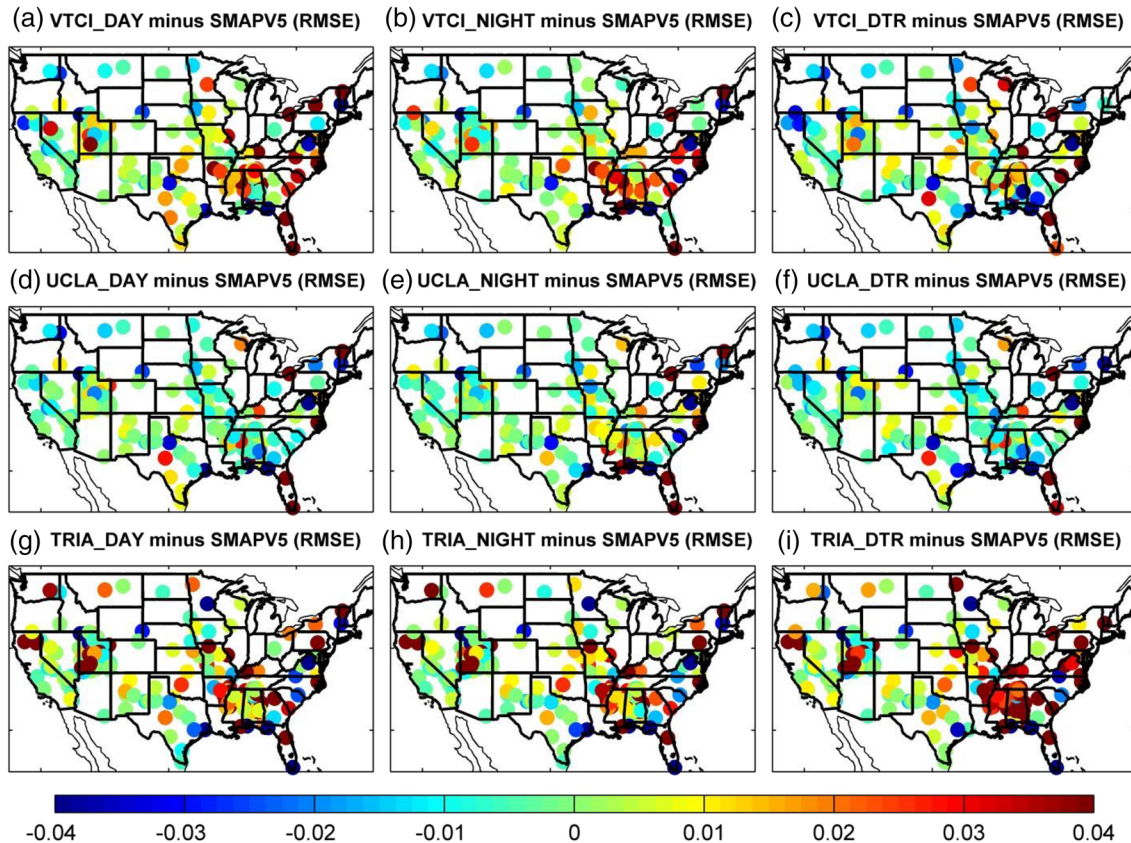 (a) VTCI_DAY minus SMAPV5 (RMSE)
(b) VTCI_NIGHT minus SMAPV5 (RMSE)
(c) VTCI_DTR minus SMAPV5 (RMSE)
(d) UCLA_DAY minus SMAPV5 (RMSE)
(e) UCLA_NIGHT minus SMAPV5 (RMSE)
(f) UCLA_DTR minus SMAPV5 (RMSE)
(g) TRIA_DAY minus SMAPV5 (RMSE)
(h) TRIA_NIGHT minus SMAPV5 (RMSE)
(i) TRIA_DTR minus SMAPV5 (RMSE)
-0.04 -0.03 -0.02 -0.01 0 0.01 0.02 0.03 0.04